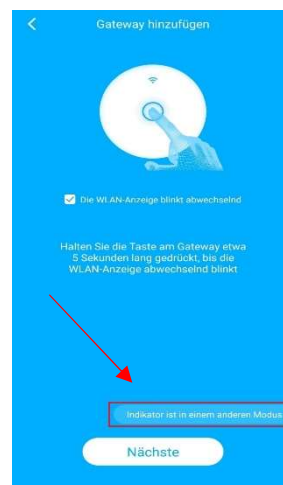 Gateway hinzufügen
Die WLAN-Anzeige blinkt abwechselnd
Halten Sie die Taste am Gateway etwa
5 Sekunden lang gedrückt, bis die
WLAN-Anzeige abwechselnd blinkt
Indikator ist in einem anderen Modus
Nächste